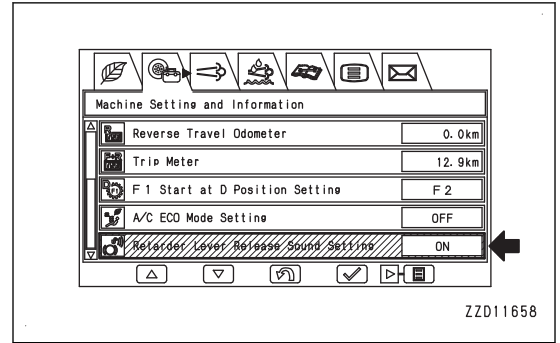 Machine Setting and Information
Reverse Travel Odometer 0.0km
Trip Meter 12.9km
F1 Start at D Position Setting F2
A/C ECO Mode Setting OFF
Retarder Lever Release Sound Setting ON
ZZD11658